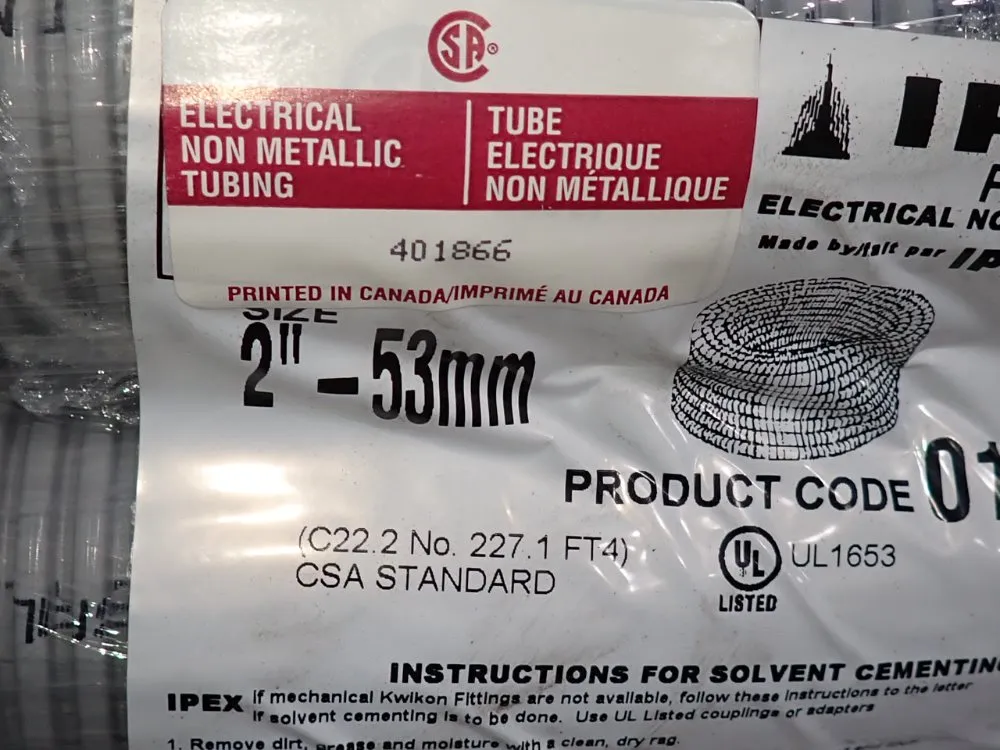 CSA®
ELECTRICAL
NON METALLIC
TUBING
TUBE
ELECTRIQUE
NON MÉTALLIQUE
401866
PRINTED IN CANADA/IMPRIMÉ AU CANADA
ELECTRICAL
Made by/fait par
SIZE
2" - 53mm
PRODUCT CODE
(C22.2 No. 227.1 FT4)
CSA STANDARD
UL
LISTED
UL1653
INSTRUCTIONS FOR SOLVENT
IPEX If mechanical Kwikon Fittings are not available, follow these instructions to the letter
if solvent cementing is to be done. Use UL Listed couplings or adapters
1. Remove dirt, grease and moisture with a clean, dry rag.